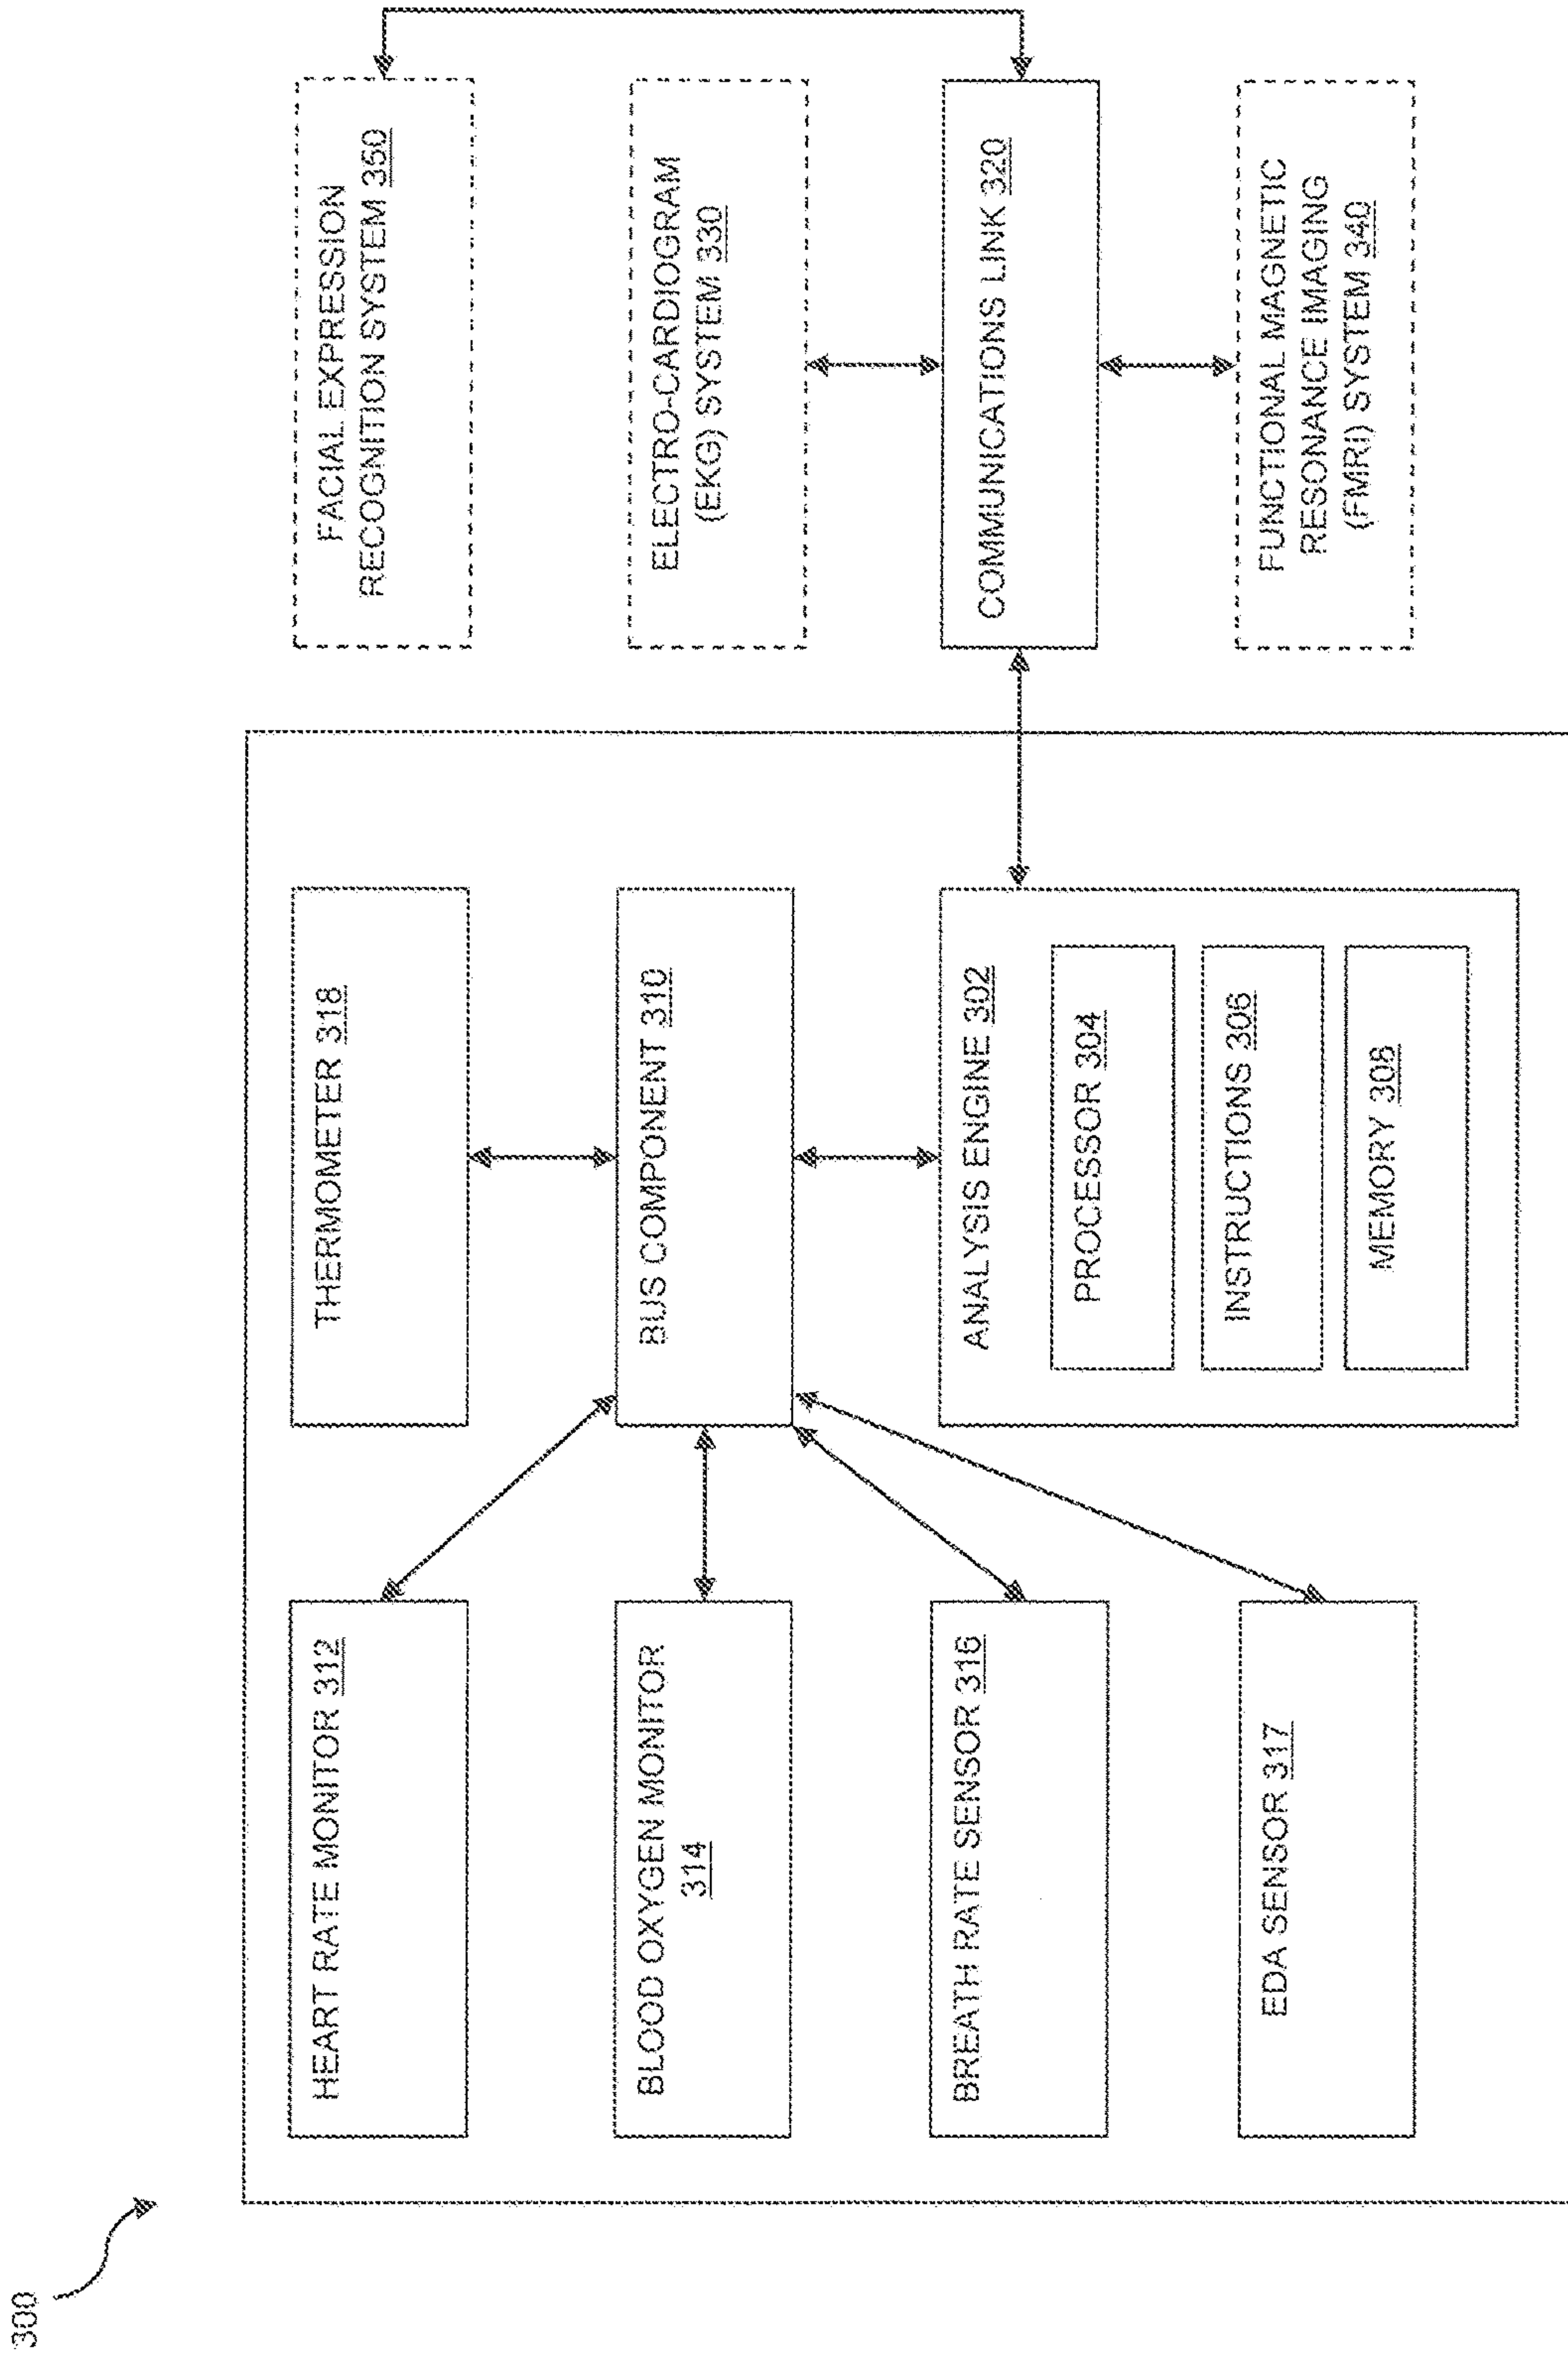 300
HEART RATE MONITOR 312
BLOOD OXYGEN MONITOR
314
BREATH RATE SENSOR 316
EDA SENSOR 317
THERMOMETER 318
BUS COMPONENT 310
ANALYSIS ENGINE 302
PROCESSOR 304
INSTRUCTIONS 306
MEMORY 308
FACIAL EXPRESSION
RECOGNITION SYSTEM 350
ELECTRO-CARDIOGRAM
(EKG) SYSTEM 330
COMMUNICATIONS LINK 320
FUNCTIONAL MAGNETIC
RESONANCE IMAGING
(FMRI) SYSTEM 340